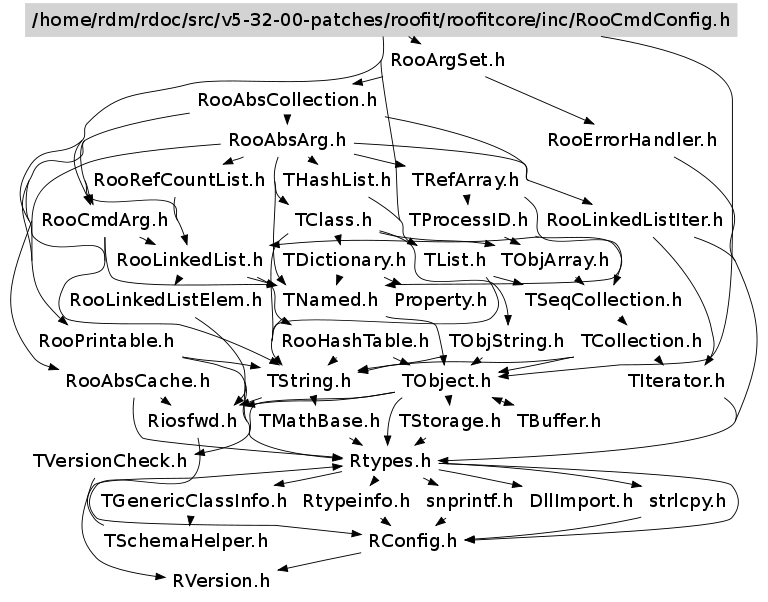 /home/rdm/rdoc/src/v5-32-00-patches/roofit/roofitcore/inc/RooCmdConfig.h
RooArgSet.h
RooAbsCollection.h
RooAbsArg.h
RooErrorHandler.h
RooRefCountList.h
THashList.h
TRefArray.h
RooCmdArg.h
TClass.h
TProcessID.h
RooLinkedListIter.h
RooLinkedList.h
TDictionary.h
TList.h
TObjArray.h
RooLinkedListElem.h
TNamed.h
Property.h
TSeqCollection.h
RooPrintable.h
RooHashTable.h
TObjString.h
TCollection.h
RooAbsCache.h
TString.h
TObject.h
TIterator.h
Riosfwd.h
TMathBase.h
TStorage.h
TBuffer.h
TVersionCheck.h
Rtypes.h
TGenericClassInfo.h
Rtypeinfo.h
snprintf.h
DllImport.h
strlcpy.h
TSchemaHelper.h
RConfig.h
RVersion.h